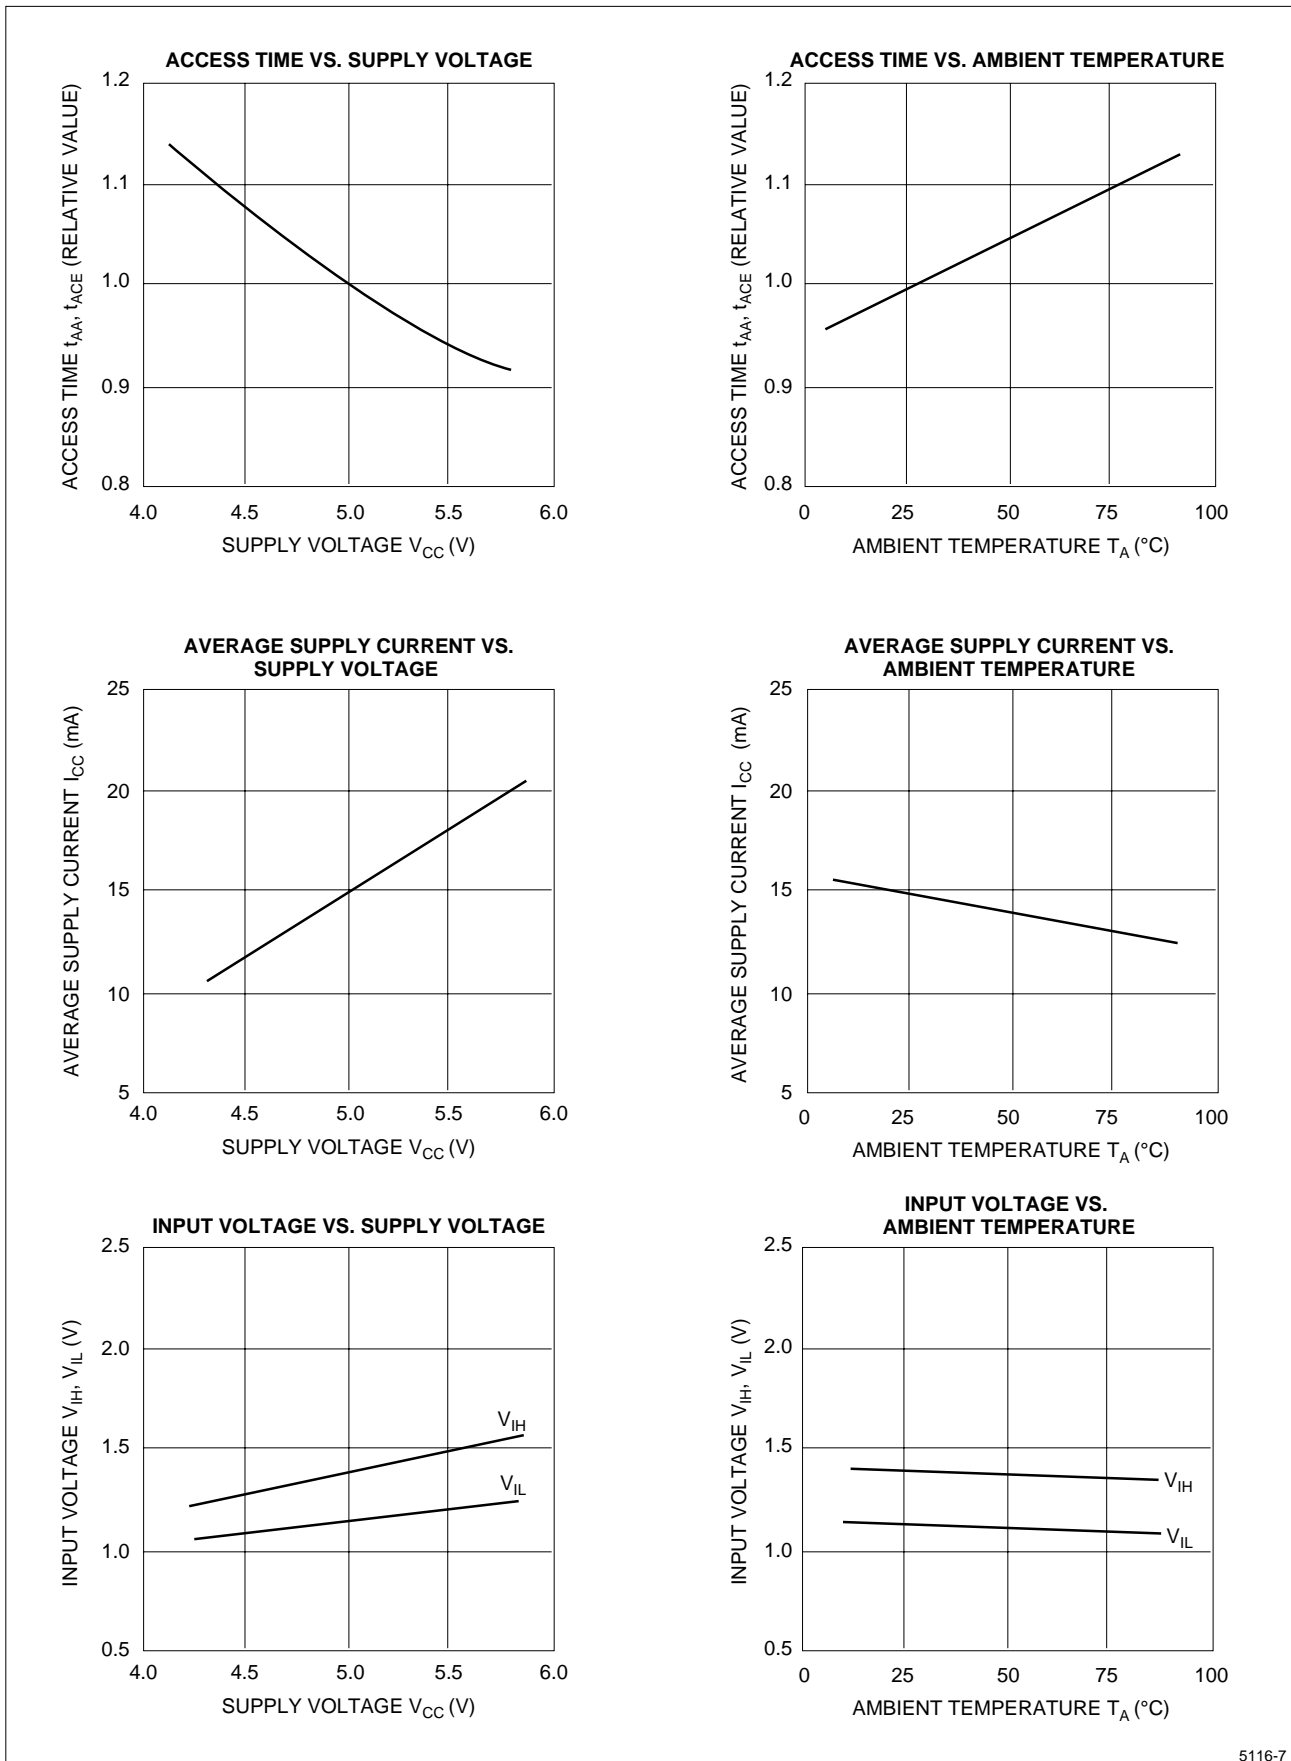 ACCESS TIME VS. SUPPLY VOLTAGE
ACCESS TIME tAA, tACE (RELATIVE VALUE)
1.2
1.1
1.0
0.9
0.8
4.0 4.5 5.0 5.5 6.0
SUPPLY VOLTAGE VCC (V)
ACCESS TIME VS. AMBIENT TEMPERATURE
ACCESS TIME tAA, tACE (RELATIVE VALUE)
1.2
1.1
1.0
0.9
0.8
0 25 50 75 100
AMBIENT TEMPERATURE TA (°C)
AVERAGE SUPPLY CURRENT VS.
SUPPLY VOLTAGE
AVERAGE SUPPLY CURRENT ICC (mA)
25
20
15
10
5
4.0 4.5 5.0 5.5 6.0
SUPPLY VOLTAGE VCC (V)
AVERAGE SUPPLY CURRENT VS.
AMBIENT TEMPERATURE
AVERAGE SUPPLY CURRENT ICC (mA)
25
20
15
10
5
0 25 50 75 100
AMBIENT TEMPERATURE TA (°C)
INPUT VOLTAGE VS. SUPPLY VOLTAGE
INPUT VOLTAGE VIH, VIL (V)
2.5
2.0
1.5
1.0
0.5
VIH
VIL
4.0 4.5 5.0 5.5 6.0
SUPPLY VOLTAGE VCC (V)
INPUT VOLTAGE VS.
AMBIENT TEMPERATURE
INPUT VOLTAGE VIH, VIL (V)
2.5
2.0
1.5
1.0
0.5
VIH
VIL
0 25 50 75 100
AMBIENT TEMPERATURE TA (°C)
5116-7